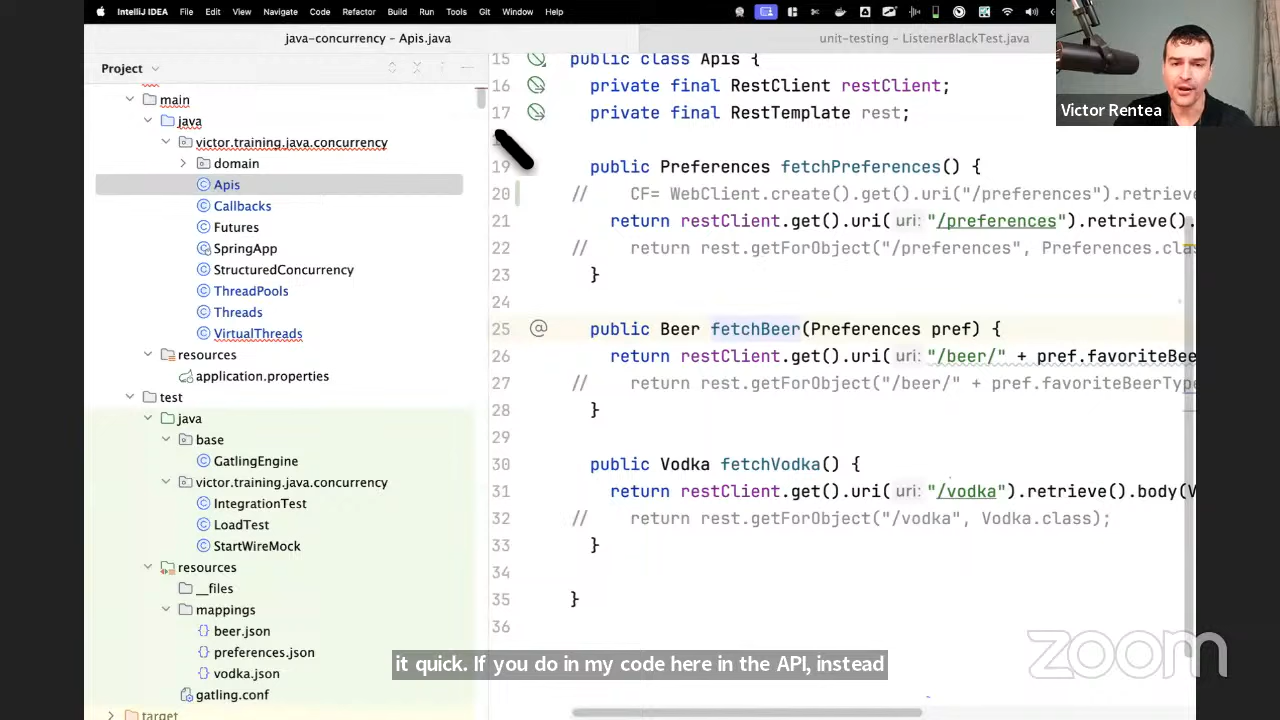 IntelliJ IDEA File Edit View Navigate Code Refactor Build Run Tools Git Window Help
java-concurrency – Apis.java
unit-testing – ListenerBlackTest.java
Project
main
java
victor.training.java.concurrency
domain
Apis
Callbacks
Futures
SpringApp
StructuredConcurrency
ThreadPools
Threads
VirtualThreads
resources
application.properties
test
java
base
GatlingEngine
victor.training.java.concurrency
IntegrationTest
LoadTest
StartWireMock
resources
__files
mappings
beer.json
preferences.json
vodka.json
gatling.conf
target
15 public class Apis {
16 private final RestClient restClient;
17 private final RestTemplate rest;
19 public Preferences fetchPreferences() {
20 // CF= WebClient.create().get().uri("/preferences").retrieve
21 return restClient.get().uri( uri: "/preferences").retrieve().
22 // return rest.getForObject("/preferences", Preferences.clas
23 }
24
25 @ public Beer fetchBeer(Preferences pref) {
26 return restClient.get().uri( uri: "/beer/" + pref.favoriteBee
27 // return rest.getForObject("/beer/" + pref.favoriteBeerType
28 }
29
30 public Vodka fetchVodka() {
31 return restClient.get().uri( uri: "/vodka").retrieve().body(V
32 // return rest.getForObject("/vodka", Vodka.class);
33 }
34
35 }
36
Victor Rentea
it quick. If you do in my code here in the API, instead
zoom